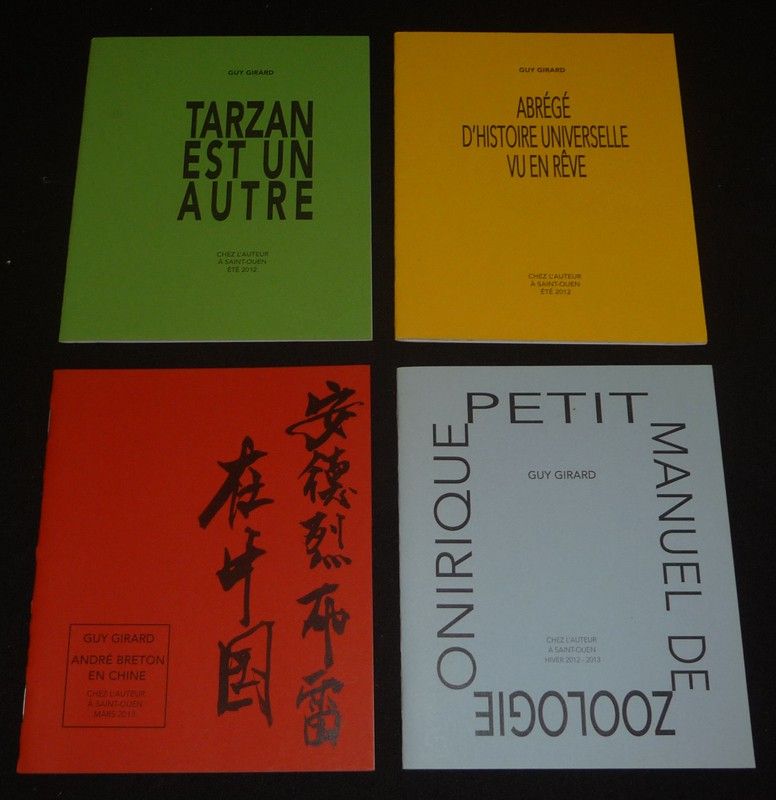 GUY GIRARD
TARZAN
EST UN
AUTRE
CHEZ L'AUTEUR
À SAINT-OUEN
ÉTÉ 2012
GUY GIRARD
ABRÉGÉ
D'HISTOIRE UNIVERSELLE
VU EN RÊVE
CHEZ L'AUTEUR
À SAINT-OUEN
ÉTÉ 2012
安德烈布雷
在中国
GUY GIRARD
ANDRÉ BRETON
EN CHINE
CHEZ L'AUTEUR
À SAINT-OUEN
MARS 2013
PETIT
MANUEL DE
ZOOLOGIE
ONIRIQUE
GUY GIRARD
CHEZ L'AUTEUR
À SAINT-OUEN
HIVER 2012 - 2013